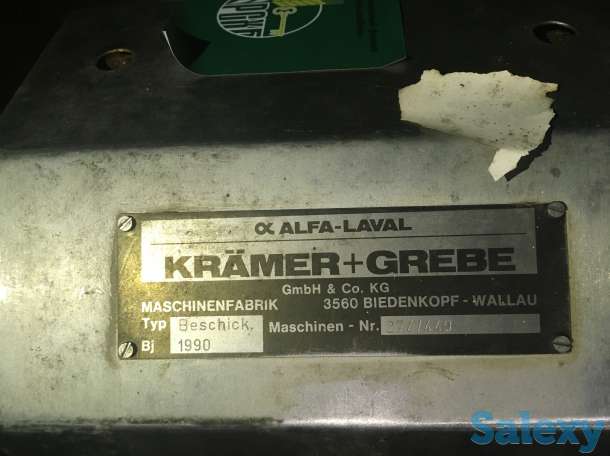 α ALFA-LAVAL
KRÄMER+GREBE
GmbH & Co. KG
MASCHINENFABRIK 3560 BIEDENKOPF - WALLAU
Typ Beschick. Maschinen - Nr.
Bj 1990
Salexy